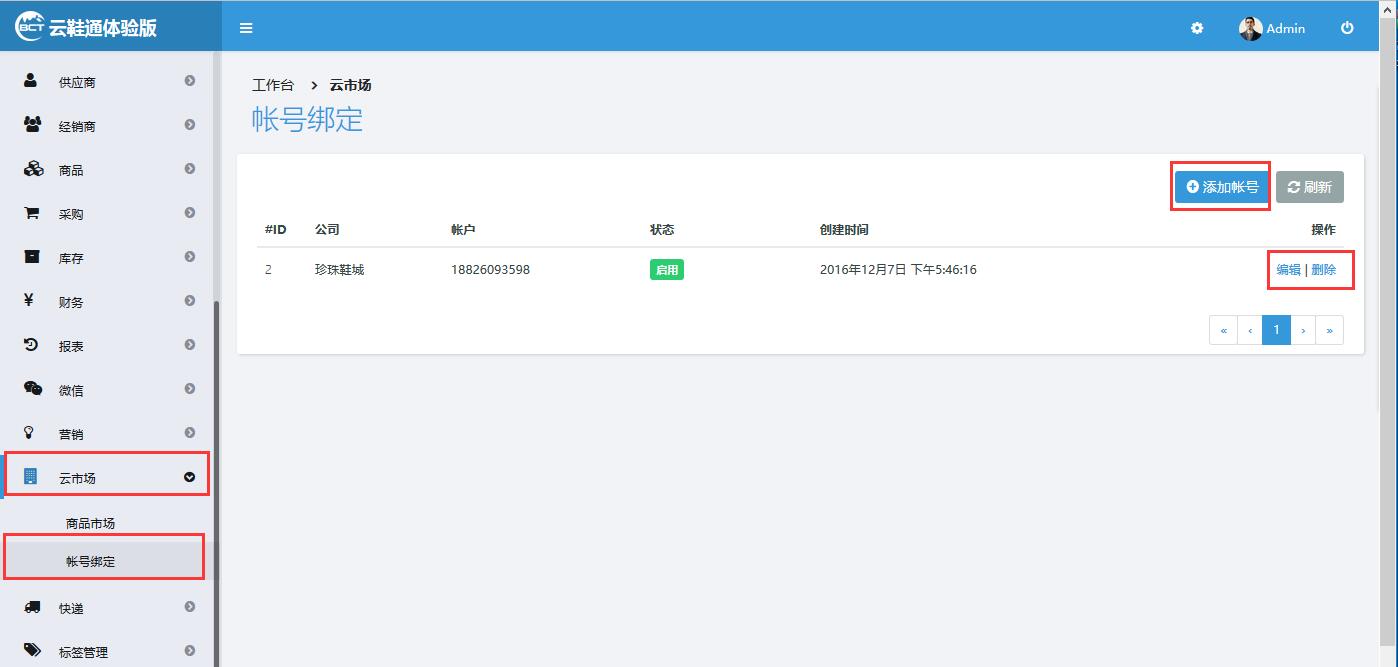 BCT 云鞋通体验版
Admin
供应商
经销商
商品
采购
库存
财务
报表
微信
营销
云市场
商品市场
帐号绑定
快递
标签管理
工作台 > 云市场
帐号绑定
添加帐号 刷新
#ID 公司 帐户 状态 创建时间 操作
2 珍珠鞋城 18826093598 启用 2016年12月7日 下午5:46:16 编辑 | 删除
« ‹ 1 › »